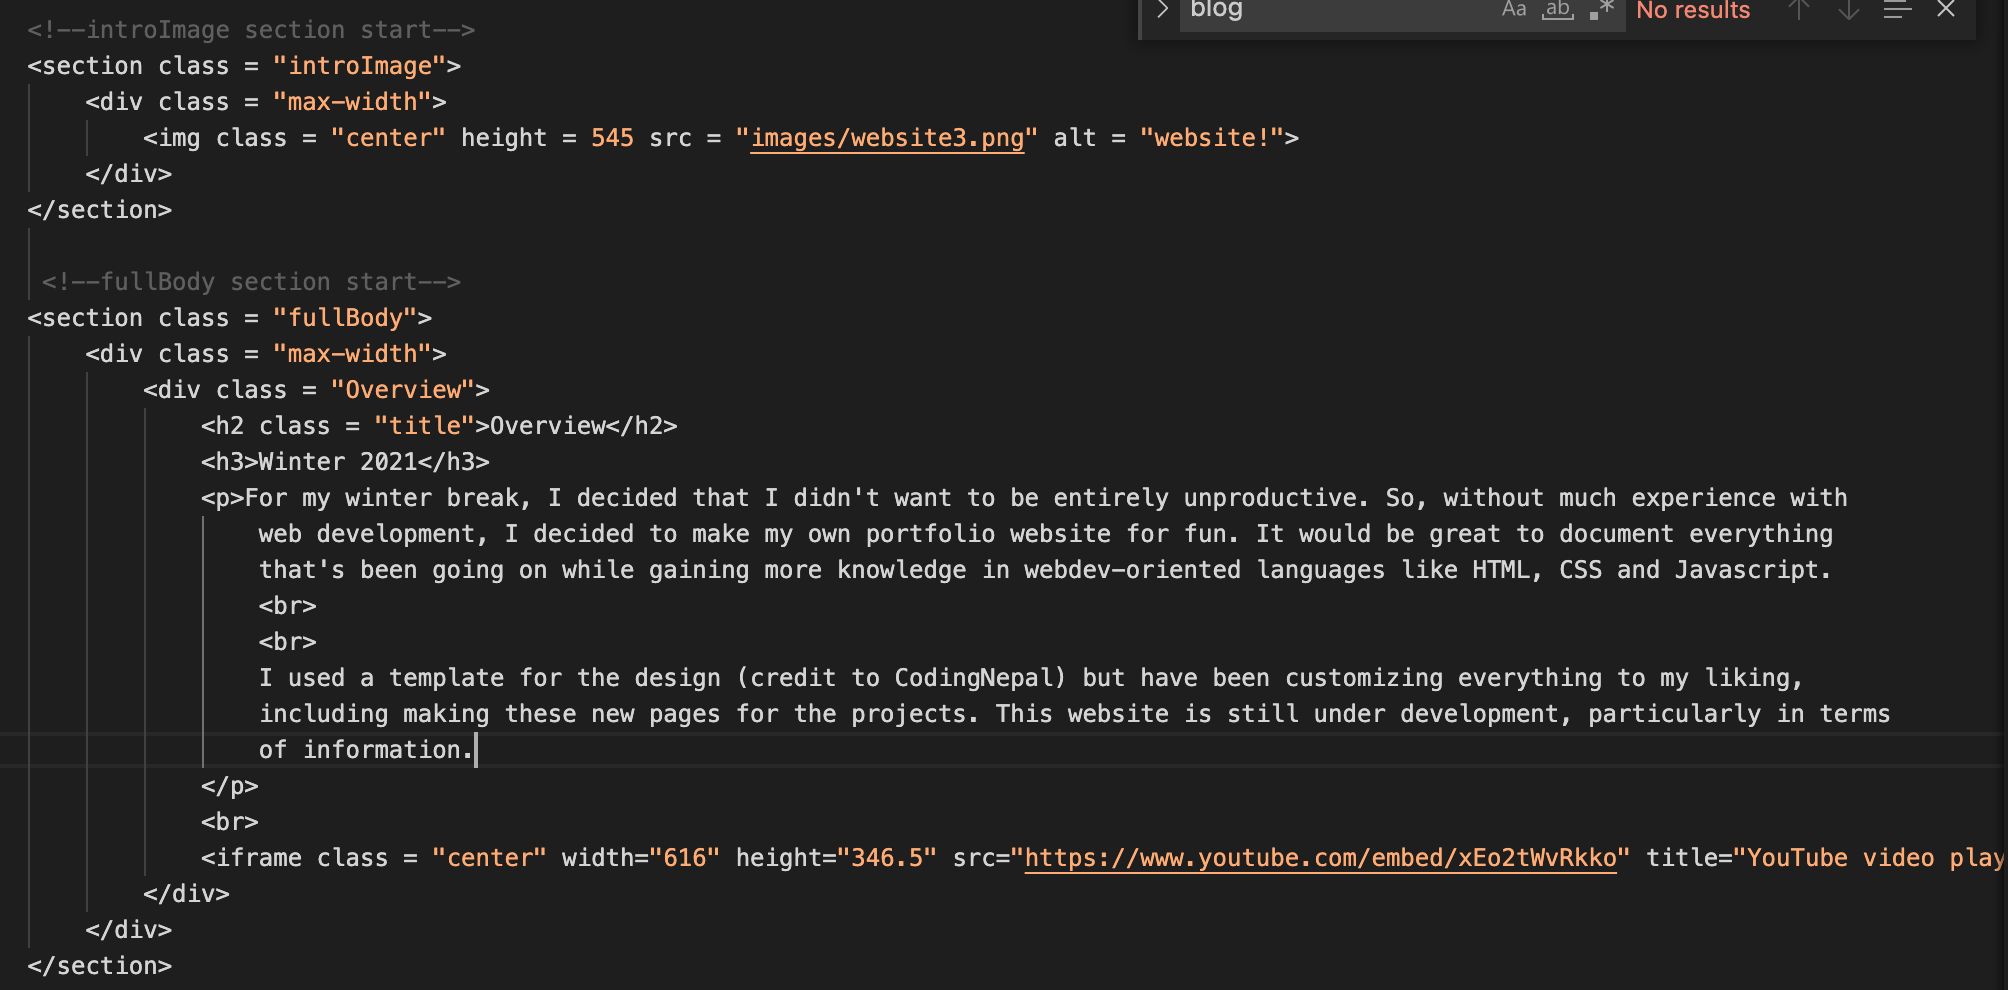 blog Aa ab .* No results
<!--introImage section start-->
<section class = "introImage">
<div class = "max-width">
<img class = "center" height = 545 src = "images/website3.png" alt = "website!">
</div>
</section>
<!--fullBody section start-->
<section class = "fullBody">
<div class = "max-width">
<div class = "Overview">
<h2 class = "title">Overview</h2>
<h3>Winter 2021</h3>
<p>For my winter break, I decided that I didn't want to be entirely unproductive. So, without much experience with
web development, I decided to make my own portfolio website for fun. It would be great to document everything
that's been going on while gaining more knowledge in webdev-oriented languages like HTML, CSS and Javascript.
<br>
<br>
I used a template for the design (credit to CodingNepal) but have been customizing everything to my liking,
including making these new pages for the projects. This website is still under development, particularly in terms
of information.
</p>
<br>
<iframe class = "center" width="616" height="346.5" src="https://www.youtube.com/embed/xEo2tWvRkko" title="YouTube video play
</div>
</div>
</section>